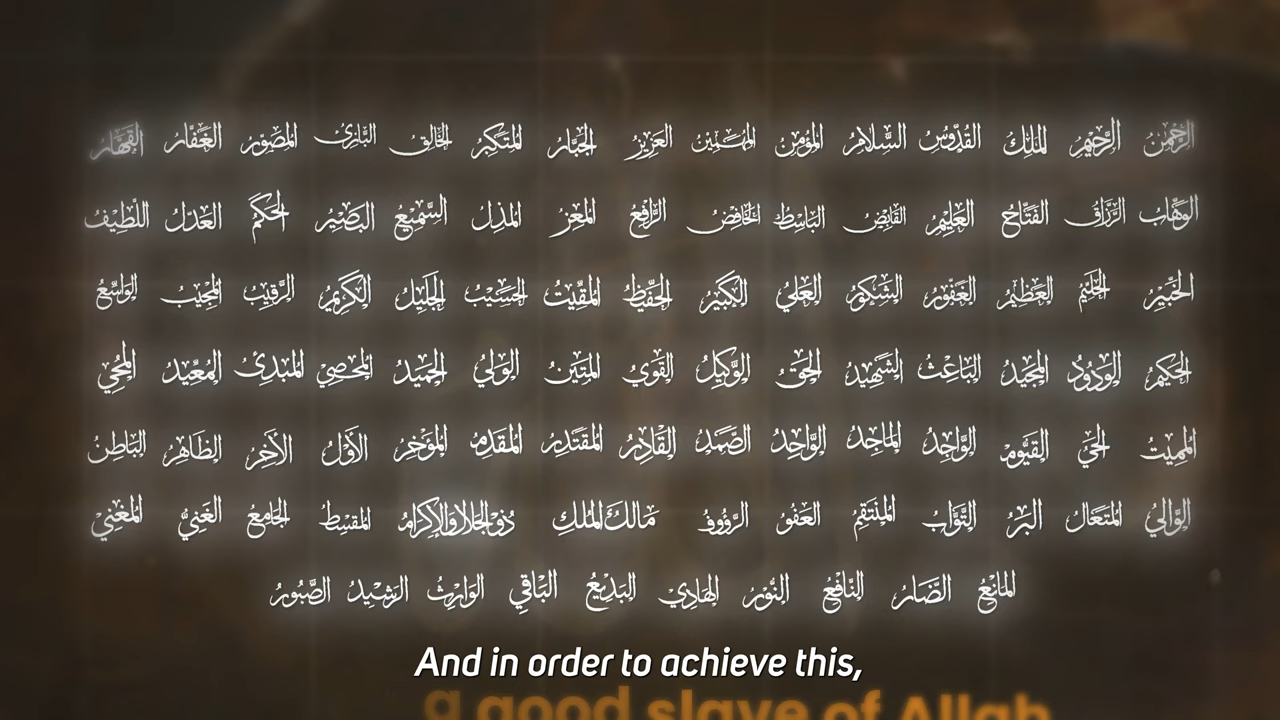 الرحمن الرحيم الملك القدوس السلام المؤمن المهيمنين العزيز الجبار المتكبر الخالق البارئ المصور الغفار القهار
الوهاب الرزاق الفتاح العليم القابض الباسط الخافض الرافع المعز المذل السميع البصير الحكم العدل اللطيف
الخبير الحليم العظيم الغفور الشكور العلي الكبير الحفيظ المقيت الحسيب الجليل الكريم الرقيب المجيب الواسع
الحكيم الودود المجيد الباعث الشهيد الحق الوكيل القوي المتين الولي الحميد المحصي المبدئ المعيد المحيي
المميت الحي القيوم الواجد الماجد الواحد الصمد القادر المقتدر المقدم المؤخر الأول الآخر الظاهر الباطن
الوالي المتعال البر التواب المنتقم العفو الرؤوف مالك الملك ذو الجلال والإكرام المقسط الجامع الغني المغني
المانع الضار النافع النور الهادي البديع الباقي الوارث الرشيد الصبور
And in order to achieve this,
a good slave of Allah